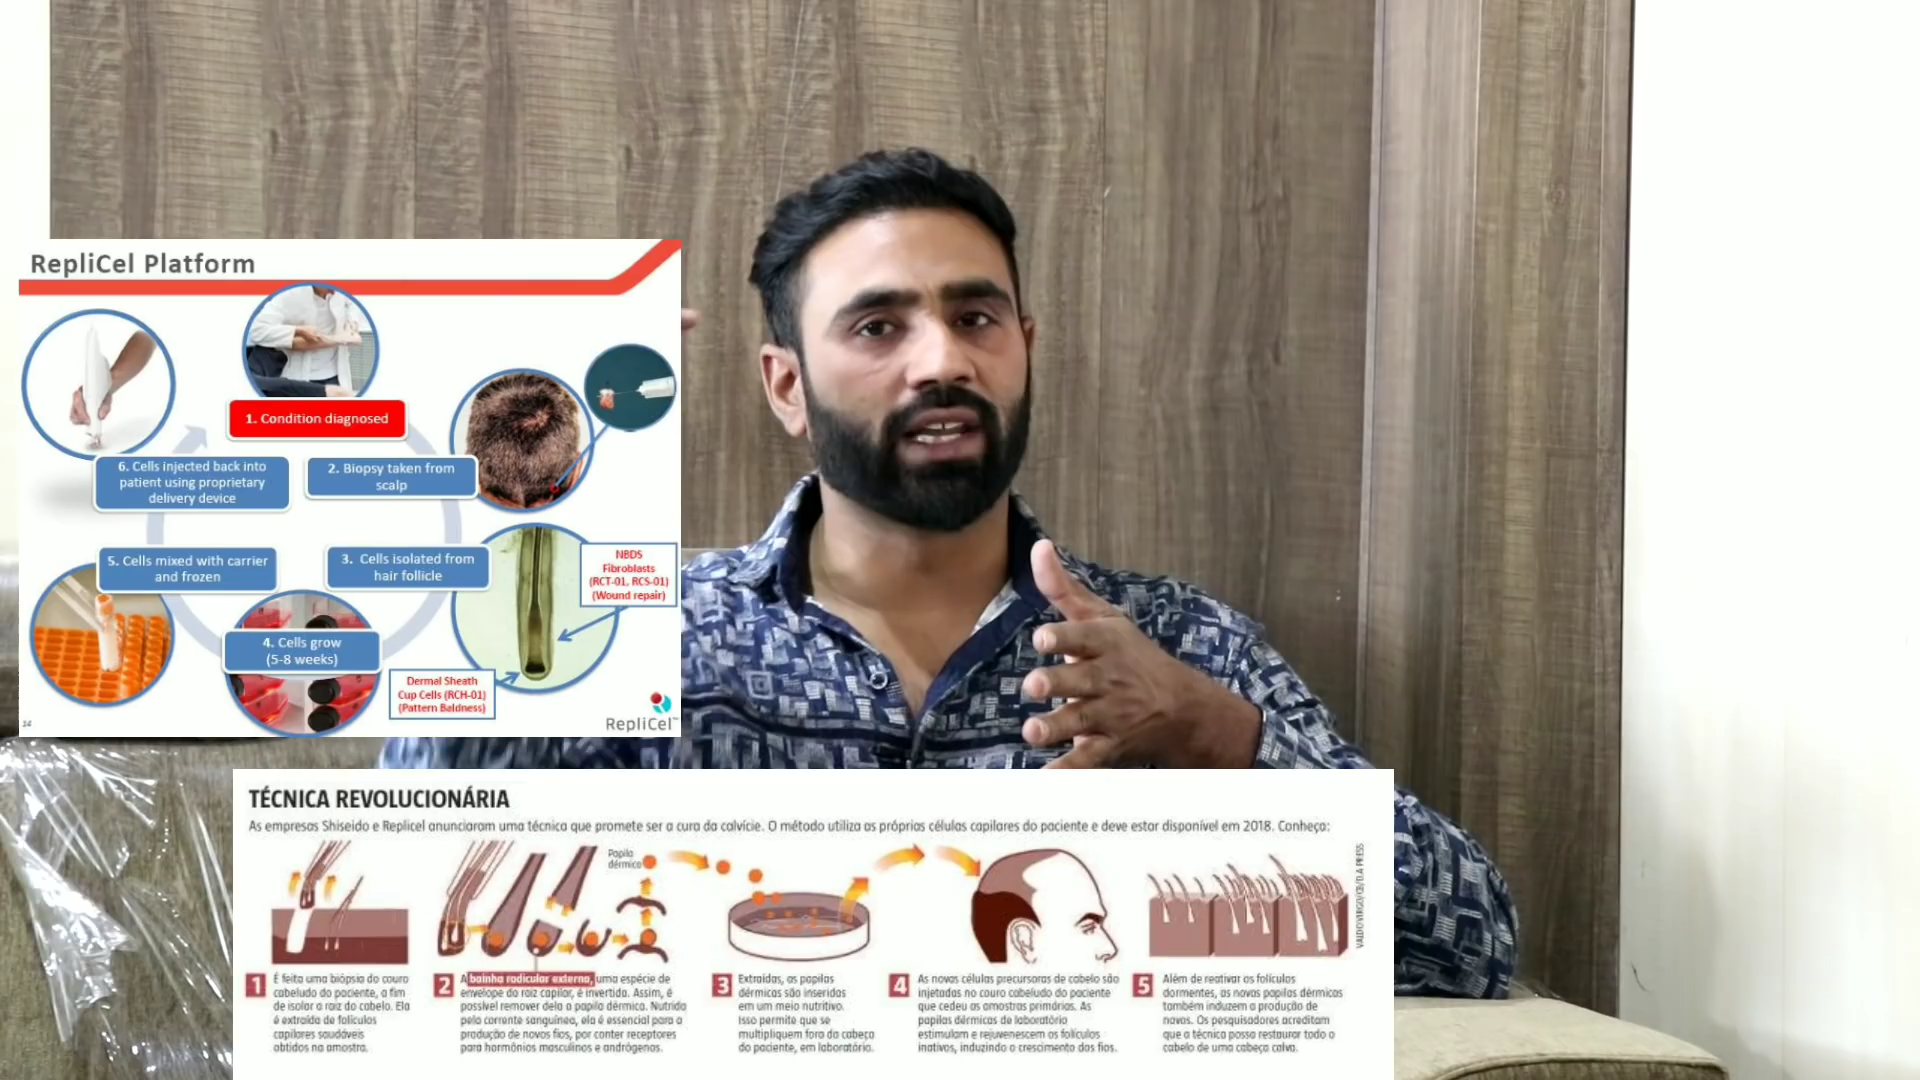 RepliCel Platform
1. Condition diagnosed
2. Biopsy taken from
scalp
3. Cells isolated from
hair follicle
NBDS
Fibroblasts
(RCT-01, RCS-01)
(Wound repair)
Dermal Sheath
Cup Cells (RCH-01)
(Pattern Baldness)
4. Cells grow
(5-8 weeks)
5. Cells mixed with carrier
and frozen
6. Cells injected back into
patient using proprietary
delivery device
14
RepliCel™
TÉCNICA REVOLUCIONÁRIA
As empresas Shiseido e Replicel anunciaram uma técnica que promete ser a cura da calvície. O método utiliza as próprias células capilares do paciente e deve estar disponível em 2018. Conheça:
Papila
dérmica
VALDO VIRGO/CB/D.A PRESS
1
É feita uma biópsia do couro
cabeludo do paciente, a fim
de isolar a raiz do cabelo. Ela
é extraída de folículos
capilares saudáveis
obtidos na amostra.
2
A bainha radicular externa, uma espécie de
envelope da raiz capilar, é invertida. Assim, é
possível remover dela a papila dérmica. Nutrida
pela corrente sanguínea, ela é essencial para a
produção de novos fios, por conter receptores
para hormônios masculinos e andrógenos.
3
Extraídas, as papilas
dérmicas são inseridas
em um meio nutritivo.
Isso permite que se
multipliquem fora da cabeça
do paciente, em laboratório.
4
As novas células precursoras de cabelo são
injetadas no couro cabeludo do paciente
que cedeu as amostras primárias. As
papilas dérmicas de laboratório
estimulam e rejuvenescem os folículos
inativos, induzindo o crescimento dos fios.
5
Além de reativar os folículos
dormentes, as novas papilas dérmicas
também induzem a produção de
novos. Os pesquisadores acreditam
que a técnica possa restaurar todo o
cabelo de uma cabeça calva.